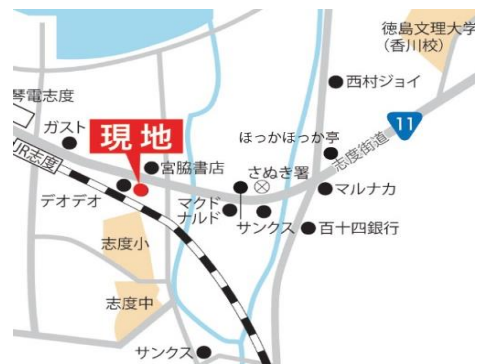 徳島文理大学
(香川校)
西村ジョイ
琴電志度
ガスト
現地
11
ほっかほっか亭
志度街道
JR志度
宮脇書店
さぬき署
デオデオ
マクド
ナルド
マルナカ
サンクス
百十四銀行
志度小
志度中
サンクス